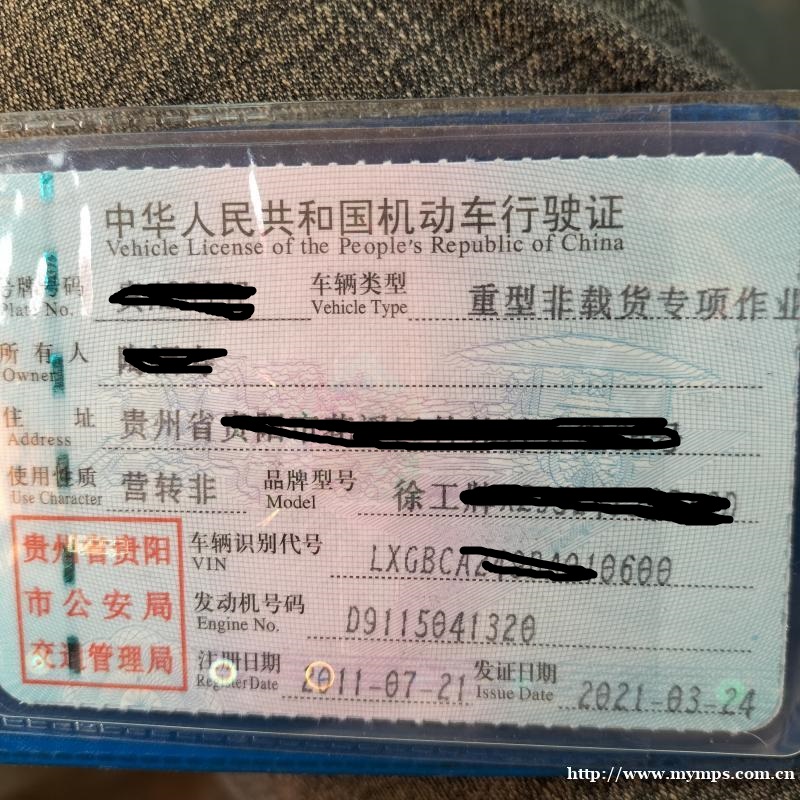 中华人民共和国机动车行驶证
Vehicle License of the People's Republic of China
号牌号码
Plate No.
车辆类型
Vehicle Type
重型非载货专项作业
所有人
Owner
住址
Address
贵州省贵阳
使用性质
Use Character
营转非
品牌型号
Model
徐工牌
车辆识别代号
VIN
LXGBCA 0600
发动机号码
Engine No.
D9115041320
注册日期
Register Date
2011-07-21
发证日期
Issue Date
2021-03-24
贵州省贵阳
市公安局
交通管理局
http://www.mymps.com.cn